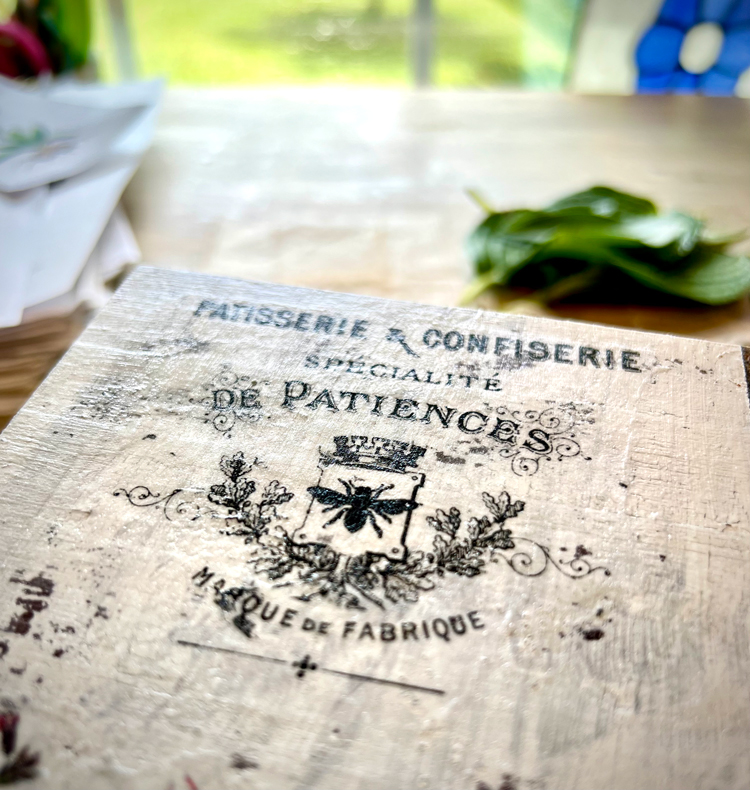 PATISSERIE & CONFISERIE
SPÉCIALITÉ
DE PATIENCES
MARQUE DE FABRIQUE